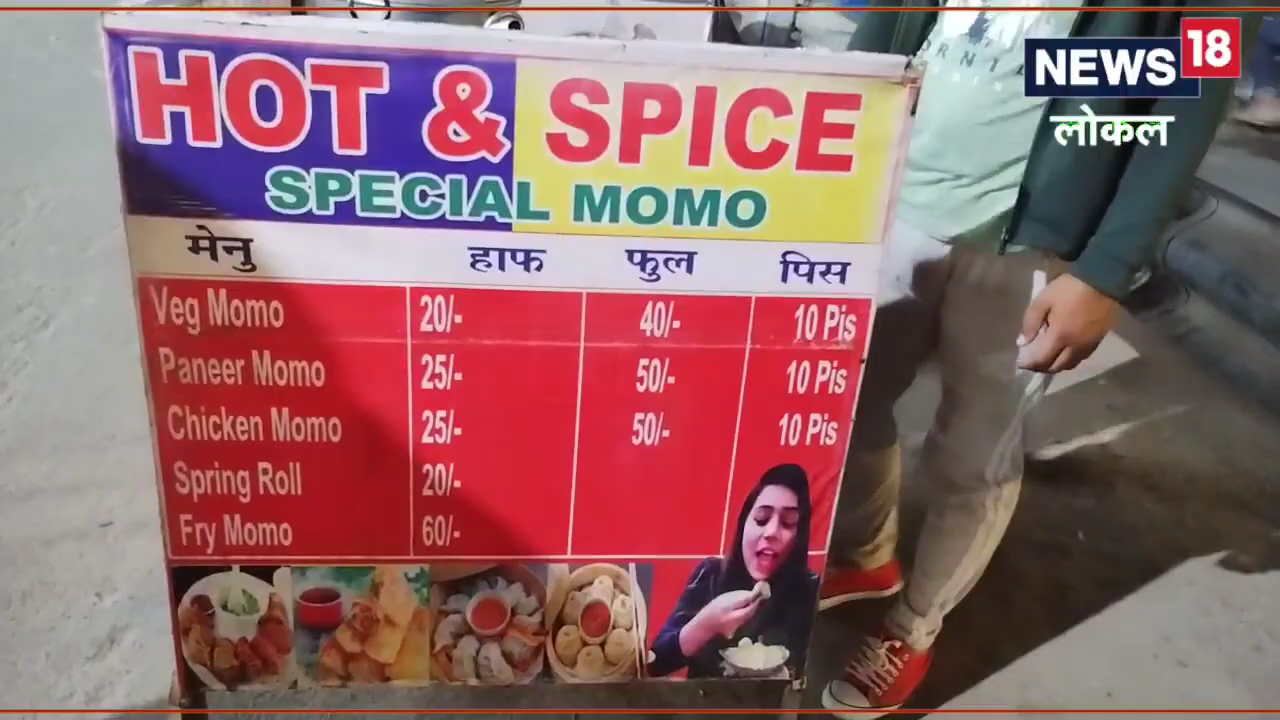 HOT & SPICE
SPECIAL MOMO
मेनु हाफ फुल पिस
Veg Momo 20/- 40/- 10 Pis
Paneer Momo 25/- 50/- 10 Pis
Chicken Momo 25/- 50/- 10 Pis
Spring Roll 20/-
Fry Momo 60/-
NEWS 18
लोकल